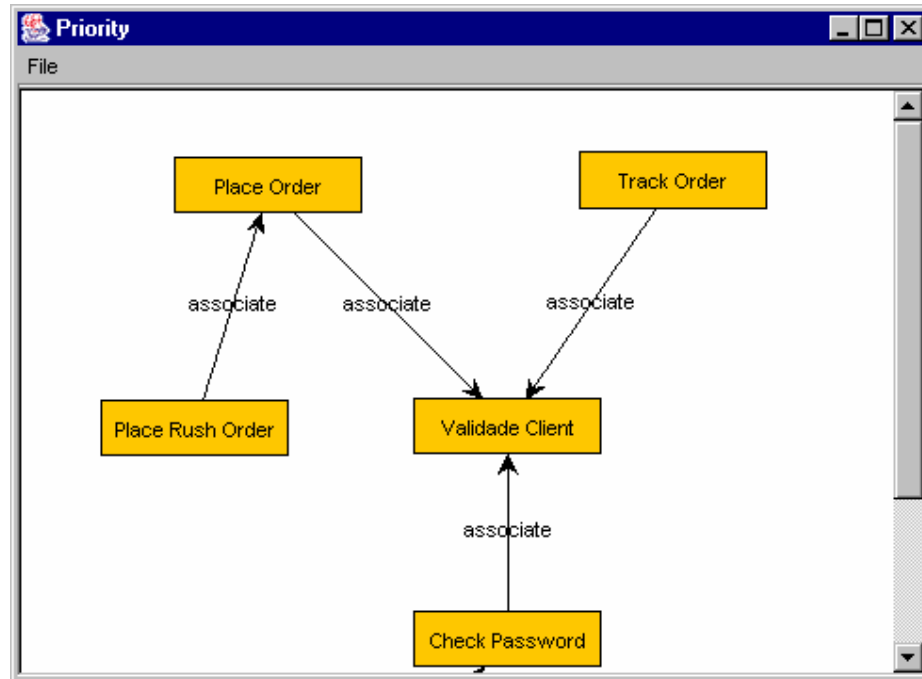 Priority
File
Place Order
Track Order
associate
associate
associate
Place Rush Order
Validade Client
associate
Check Password